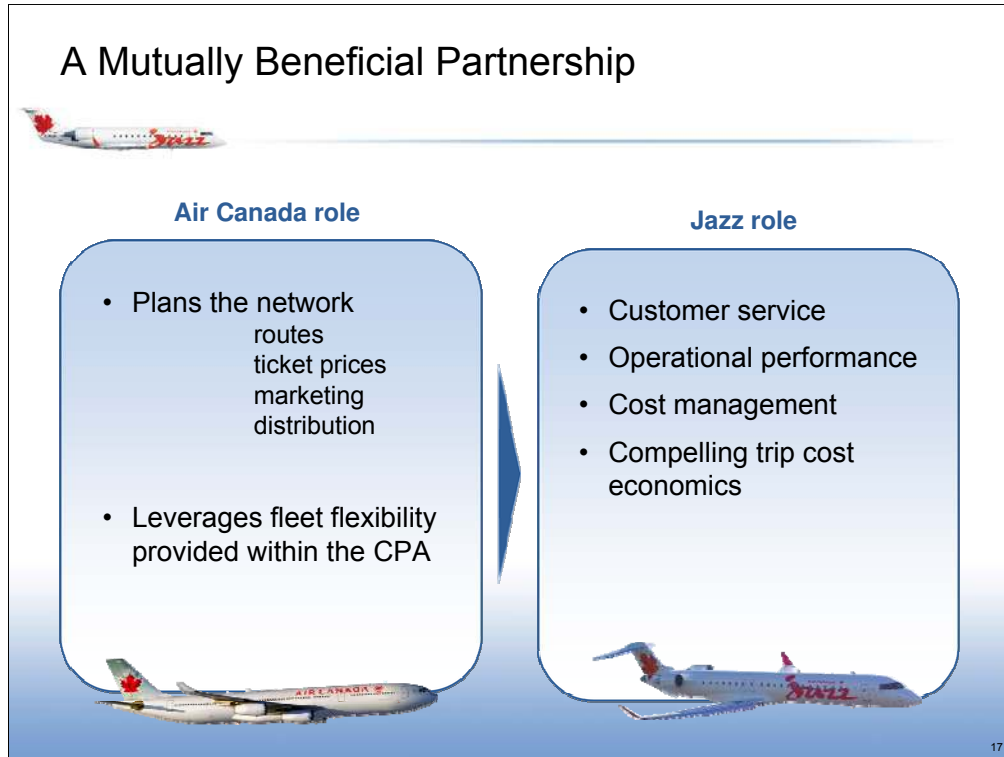 A Mutually Beneficial Partnership
Jazz
Air Canada role
• Plans the network
routes
ticket prices
marketing
distribution
• Leverages fleet flexibility
provided within the CPA
AIR CANADA
Jazz role
• Customer service
• Operational performance
• Cost management
• Compelling trip cost
economics
Jazz
17